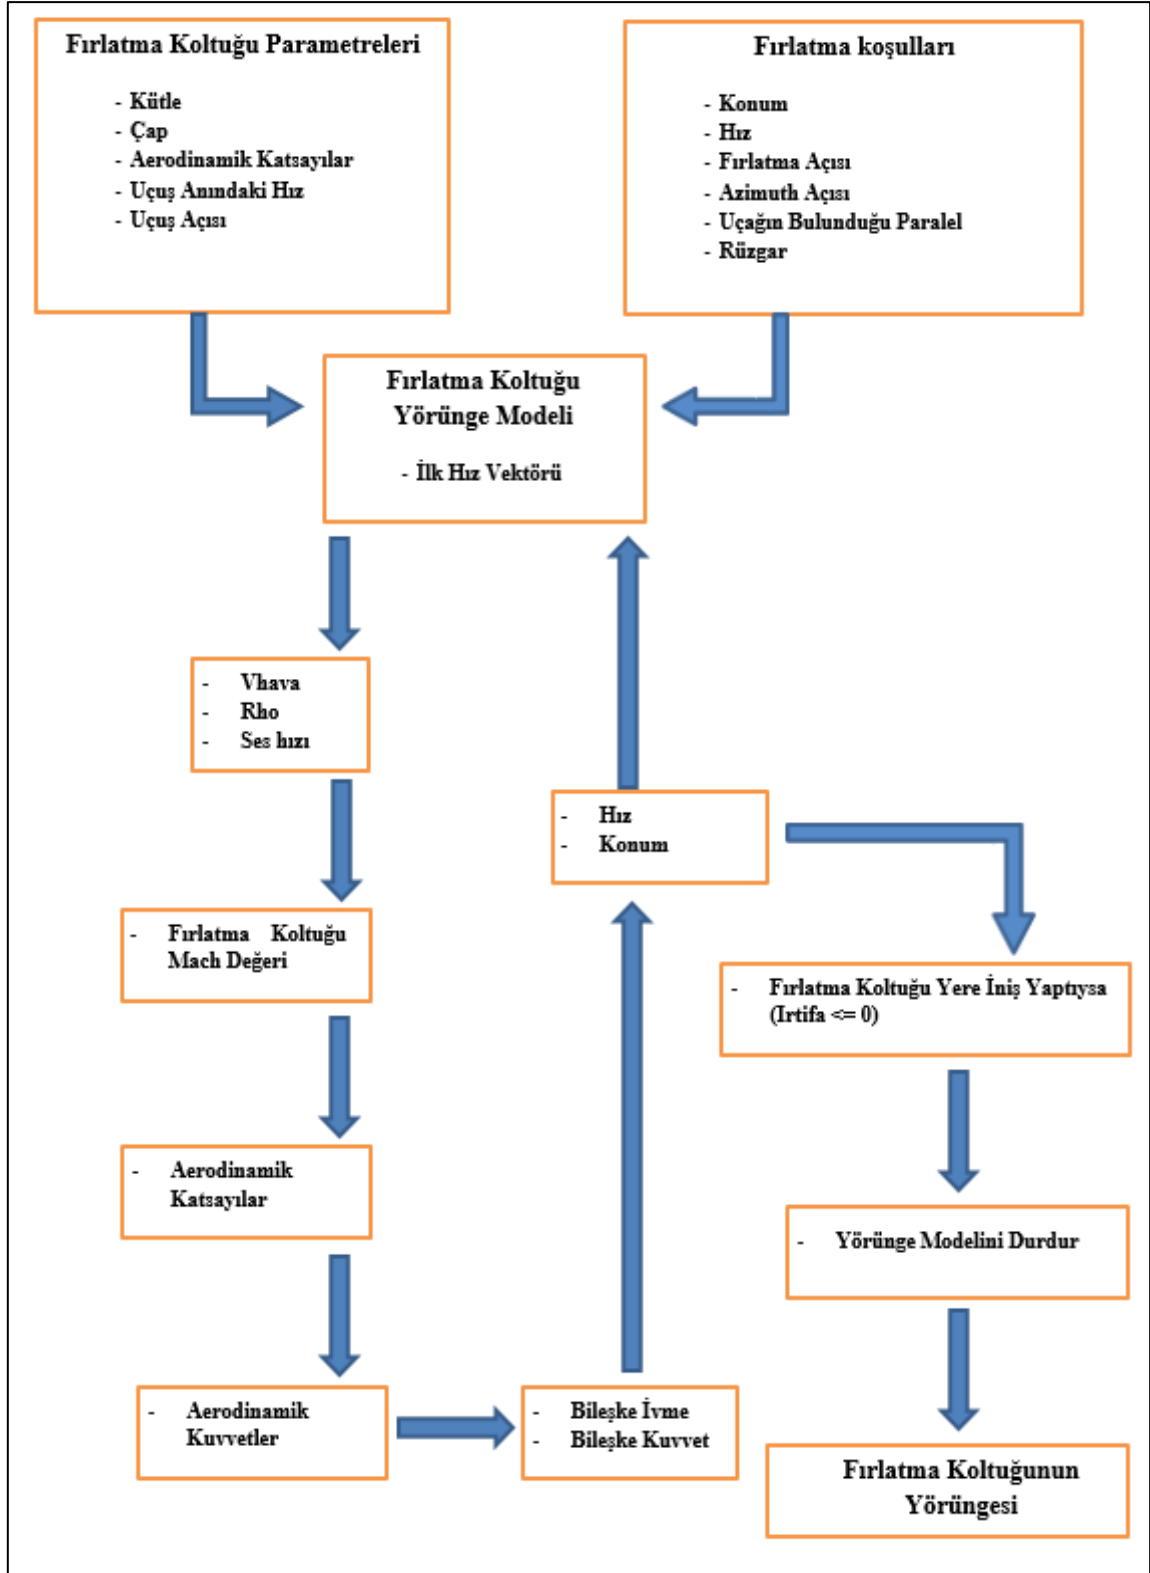 Fırlatma Koltuğu Parametreleri
- Kütle
- Çap
- Aerodinamik Katsayılar
- Uçuş Anındaki Hız
- Uçuş Açısı
Fırlatma koşulları
- Konum
- Hız
- Fırlatma Açısı
- Azimuth Açısı
- Uçağın Bulunduğu Paralel
- Rüzgar
Fırlatma Koltuğu
Yörünge Modeli
- İlk Hız Vektörü
- Vhava
- Rho
- Ses hızı
- Fırlatma Koltuğu
Mach Değeri
- Aerodinamik
Katsayılar
- Aerodinamik
Kuvvetler
- Bileşke İvme
- Bileşke Kuvvet
- Hız
- Konum
- Fırlatma Koltuğu Yere İniş Yaptıysa
(Irtifa <= 0)
- Yörünge Modelini Durdur
Fırlatma Koltuğunun
Yörüngesi